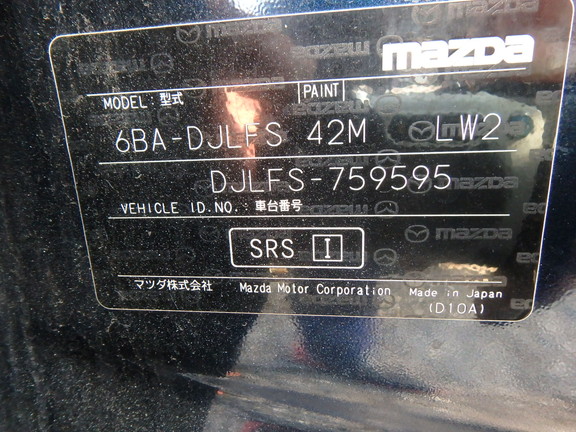 mazda
MODEL: 型式 PAINT
6BA-DJLFS 42M LW2
DJLFS-759595
VEHICLE ID.NO.: 車台番号
SRS I
マツダ株式会社 Mazda Motor Corporation Made in Japan
(D10A)